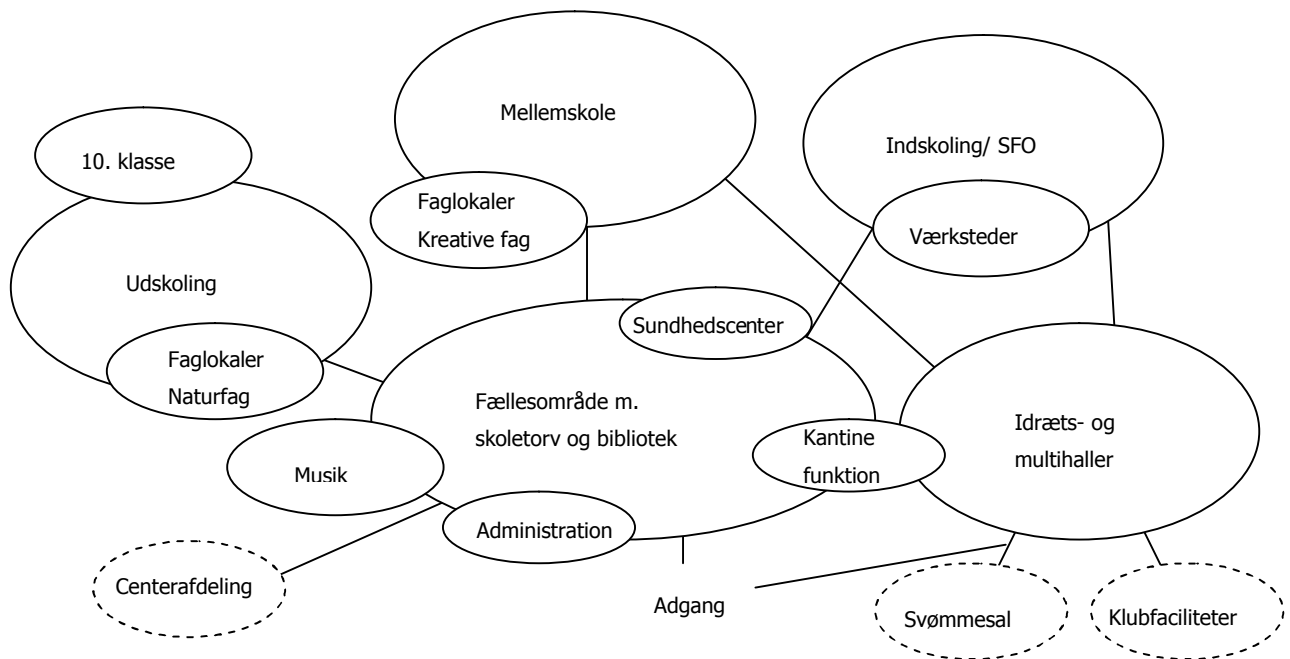 Mellemskole
Indskoling/ SFO
10. klasse
Faglokaler
Kreative fag
Værksteder
Udskoling
Sundhedscenter
Faglokaler
Naturfag
Fællesområde m.
skoletorv og bibliotek
Idræts- og
multihaller
Kantine
funktion
Musik
Administration
Centerafdeling
Adgang
Svømmesal
Klubfaciliteter